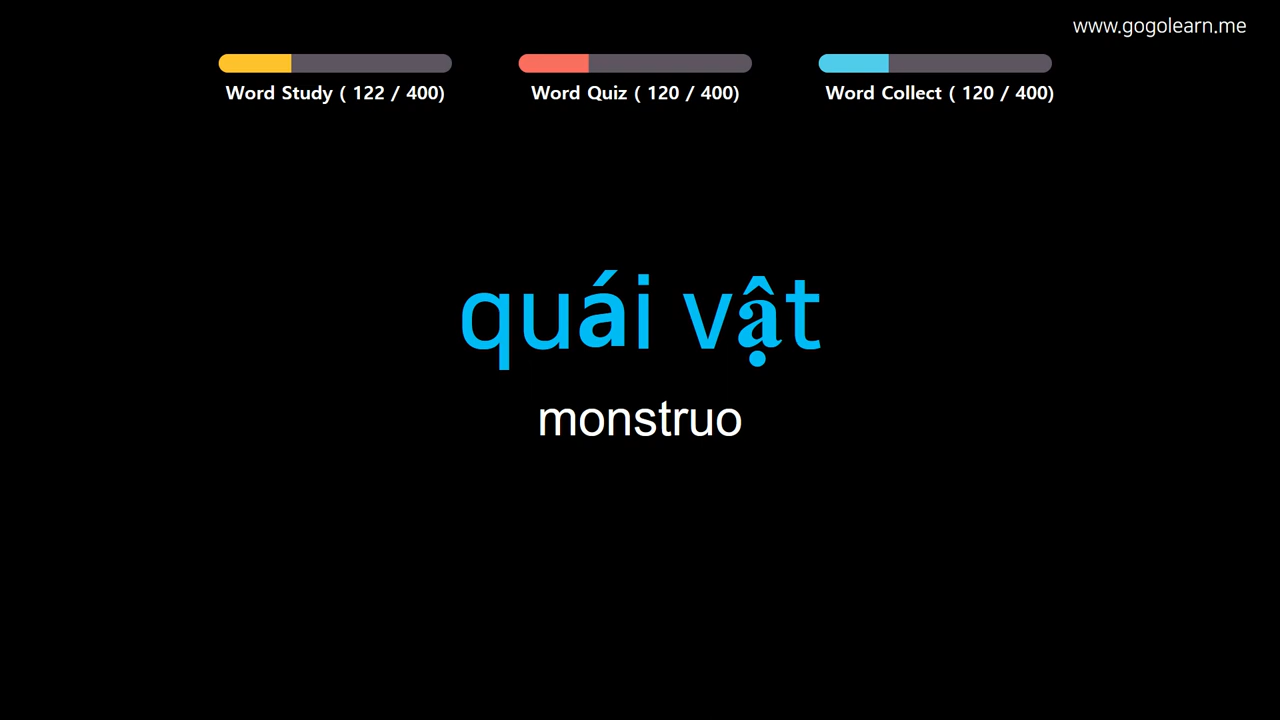 www.gogolearn.me
Word Study ( 122 / 400)
Word Quiz ( 120 / 400)
Word Collect ( 120 / 400)
quái vật
monstruo